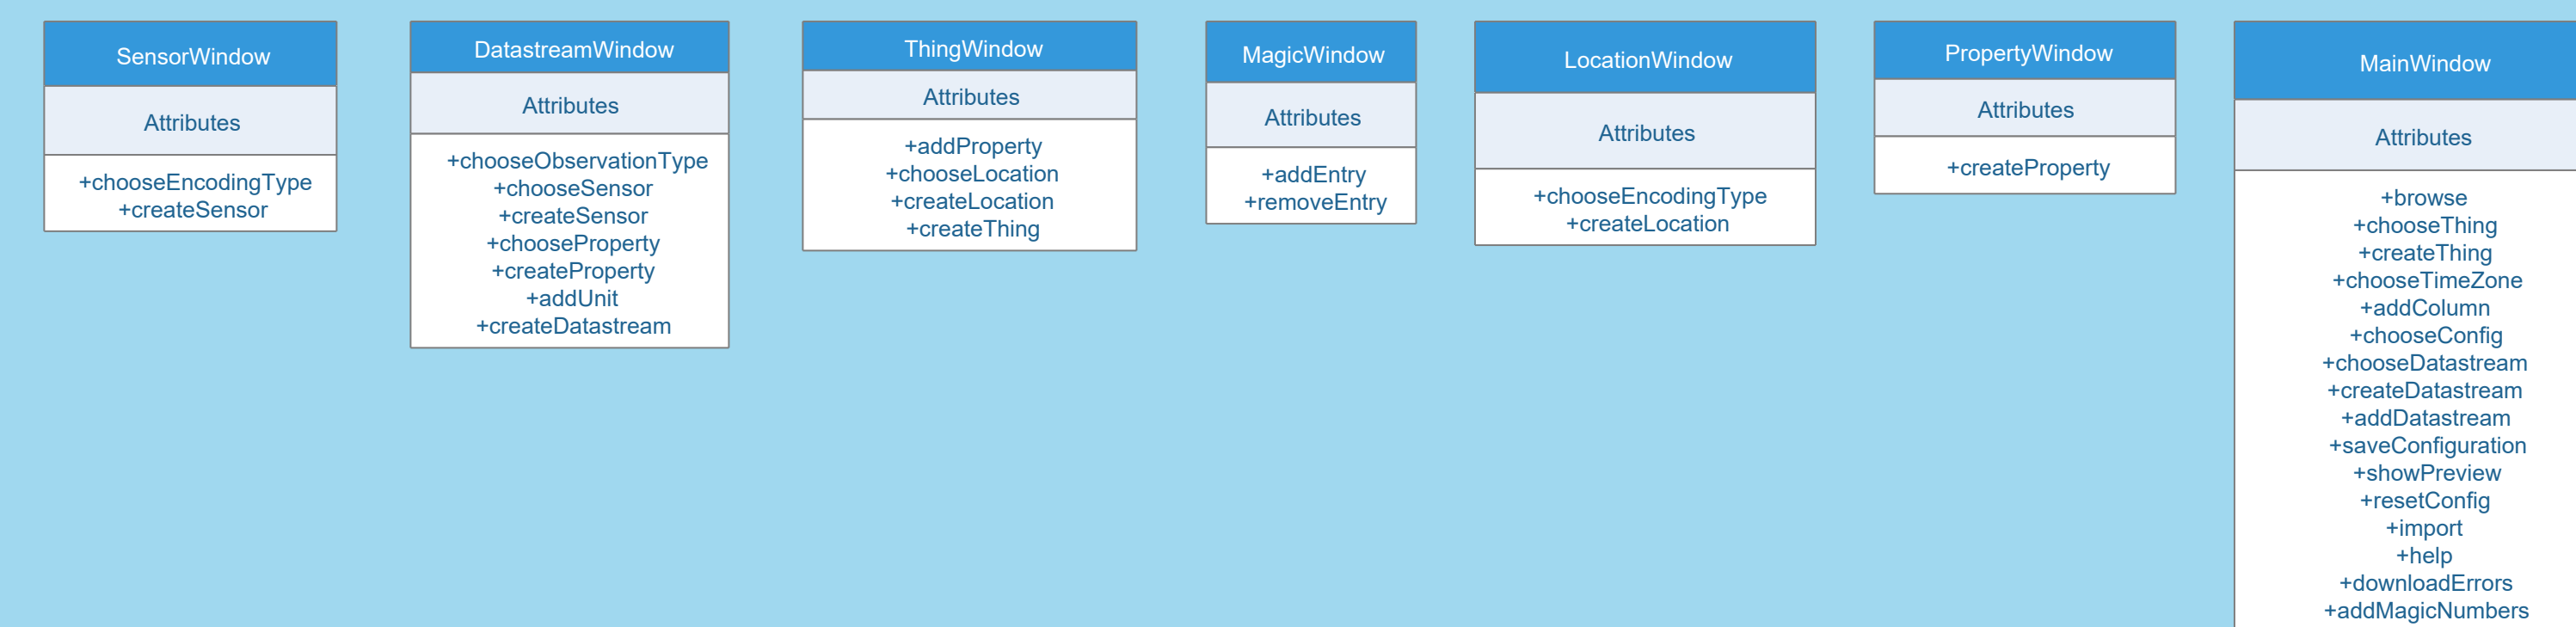 SensorWindow
Attributes
+chooseEncodingType
+createSensor
DatastreamWindow
Attributes
+chooseObservationType
+chooseSensor
+createSensor
+chooseProperty
+createProperty
+addUnit
+createDatastream
ThingWindow
Attributes
+addProperty
+chooseLocation
+createLocation
+createThing
MagicWindow
Attributes
+addEntry
+removeEntry
LocationWindow
Attributes
+chooseEncodingType
+createLocation
PropertyWindow
Attributes
+createProperty
MainWindow
Attributes
+browse
+chooseThing
+createThing
+chooseTimeZone
+addColumn
+chooseConfig
+chooseDatastream
+createDatastream
+addDatastream
+saveConfiguration
+showPreview
+resetConfig
+import
+help
+downloadErrors
+addMagicNumbers